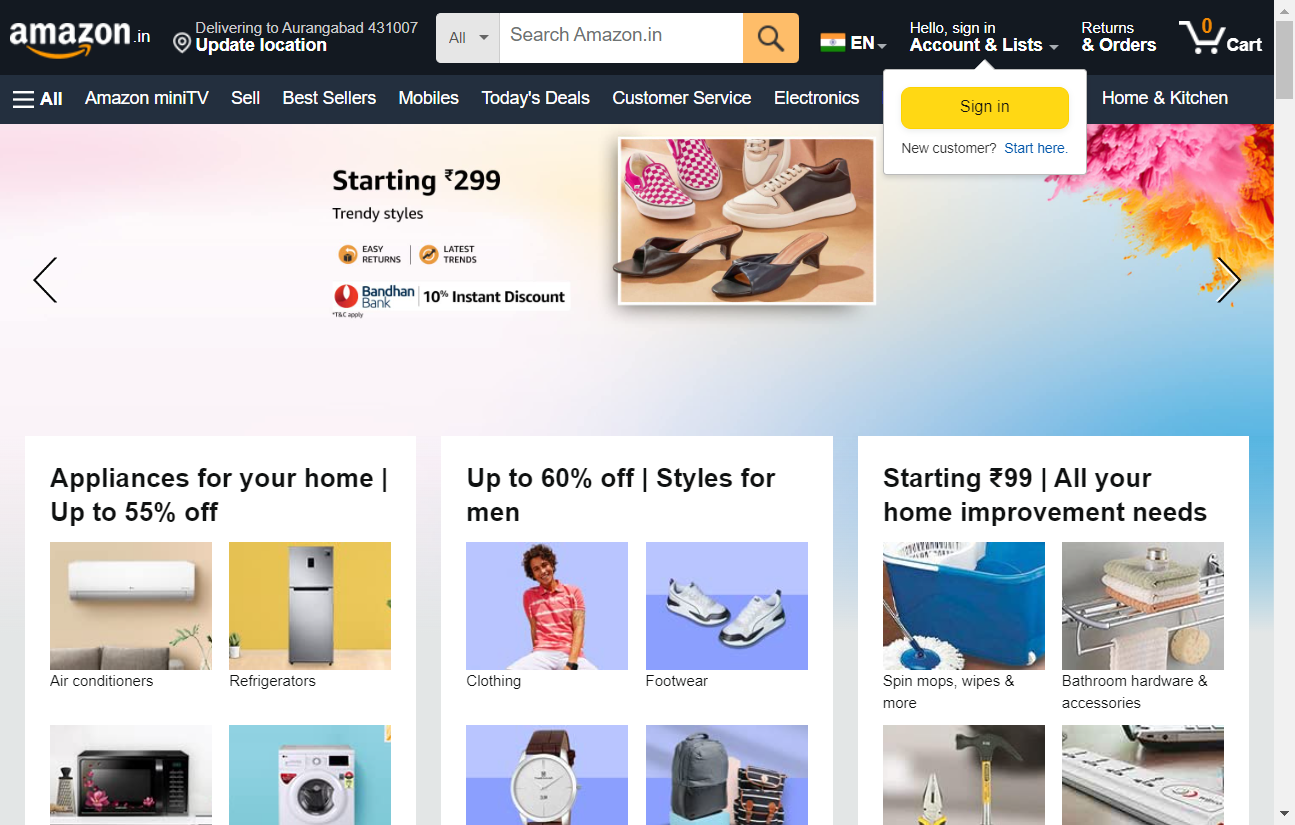 amazon.in
Delivering to Aurangabad 431007
Update location
All
Search Amazon.in
EN
Hello, sign in
Account & Lists
Returns
& Orders
0
Cart
All
Amazon miniTV
Sell
Best Sellers
Mobiles
Today's Deals
Customer Service
Electronics
Home & Kitchen
Sign in
New customer? Start here.
Starting ₹299
Trendy styles
EASY
RETURNS
LATEST
TRENDS
Bandhan
Bank
10% Instant Discount
*T&C apply
Appliances for your home |
Up to 55% off
Up to 60% off | Styles for
men
Starting ₹99 | All your
home improvement needs
Air conditioners
Refrigerators
Clothing
Footwear
Spin mops, wipes &
more
Bathroom hardware &
accessories